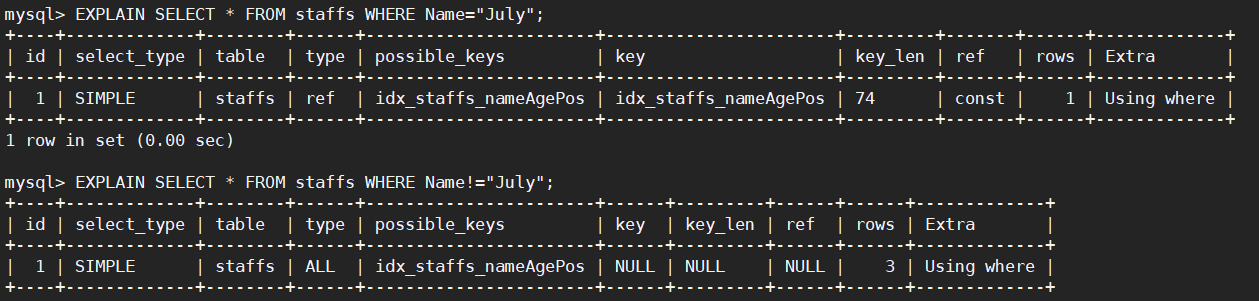 mysql> EXPLAIN SELECT * FROM staffs WHERE Name="July";
+----+-------------+--------+------+-----------------------+-----------------------+---------+-------+------+-------------+
| id | select_type | table  | type | possible_keys         | key                   | key_len | ref   | rows | Extra       |
+----+-------------+--------+------+-----------------------+-----------------------+---------+-------+------+-------------+
|  1 | SIMPLE      | staffs | ref  | idx_staffs_nameAgePos | idx_staffs_nameAgePos | 74      | const |    1 | Using where |
+----+-------------+--------+------+-----------------------+-----------------------+---------+-------+------+-------------+
1 row in set (0.00 sec)

mysql> EXPLAIN SELECT * FROM staffs WHERE Name!="July";
+----+-------------+--------+------+-----------------------+------+---------+------+------+-------------+
| id | select_type | table  | type | possible_keys         | key  | key_len | ref  | rows | Extra       |
+----+-------------+--------+------+-----------------------+------+---------+------+------+-------------+
|  1 | SIMPLE      | staffs | ALL  | idx_staffs_nameAgePos | NULL | NULL    | NULL |    3 | Using where |
+----+-------------+--------+------+-----------------------+------+---------+------+------+-------------+